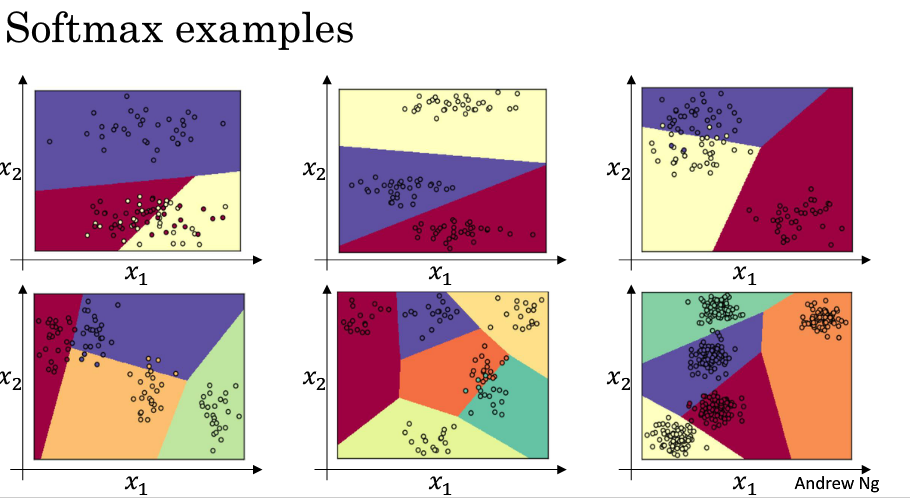 Softmax examples
x₂ x₂ x₂
x₁ x₁ x₁
x₂ x₂ x₂
x₁ x₁ x₁
Andrew Ng